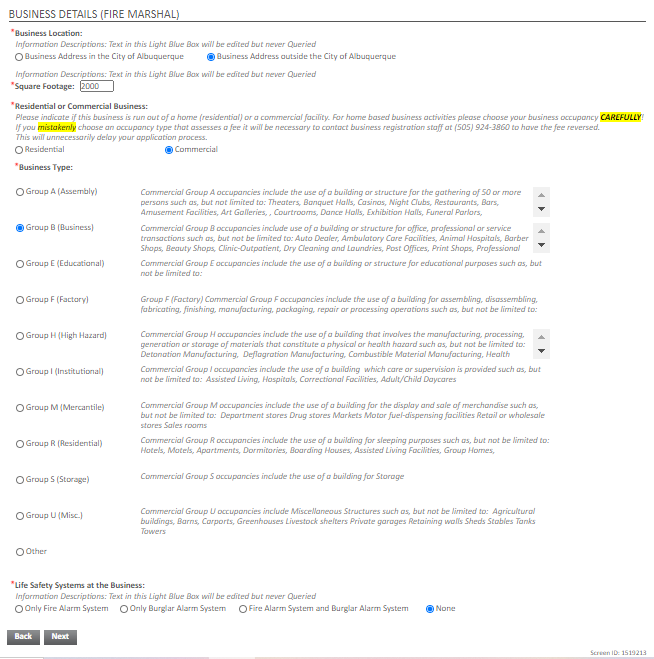 BUSINESS DETAILS (FIRE MARSHAL)
*Business Location:
Information Descriptions: Text in this Light Blue Box will be edited but never Queried
Business Address in the City of Albuquerque Business Address outside the City of Albuquerque
Information Descriptions: Text in this Light Blue Box will be edited but never Queried
*Square Footage: 2000
*Residential or Commercial Business:
Please indicate if this business is run out of a home (residential) or a commercial facility. For home based business activities please choose your business occupancy CAREFULLY!
If you mistakenly choose an occupancy type that assesses a fee it will be necessary to contact business registration staff at (505) 924-3860 to have the fee reversed.
This will unnecessarily delay your application process.
Residential Commercial
*Business Type:
Group A (Assembly) Commercial Group A occupancies include the use of a building or structure for the gathering of 50 or more
persons such as, but not limited to: Theaters, Banquet Halls, Casinos, Night Clubs, Restaurants, Bars,
Amusement Facilities, Art Galleries, , Courtrooms, Dance Halls, Exhibition Halls, Funeral Parlors,
Group B (Business) Commercial Group B occupancies include the use of a building or structure for office, professional or service
transactions such as, but not limited to: Auto Dealer, Ambulatory Care Facilities, Animal Hospitals, Barber
Shops, Beauty Shops, Clinic-Outpatient, Dry Cleaning and Laundries, Post Offices, Print Shops, Professional
Group E (Educational) Commercial Group E occupancies include the use of a building or structure for educational purposes such as, but
not be limited to:
Group F (Factory) Group F (Factory) Commercial Group F occupancies include the use of a building for assembling, disassembling,
fabricating, finishing, manufacturing, packaging, repair or processing operations such as, but not limited to:
Group H (High Hazard) Commercial Group H occupancies include the use of a building that involves the manufacturing, processing,
generation or storage of materials that constitute a physical or health hazard such as, but not limited to:
Detonation Manufacturing, Deflagration Manufacturing, Combustible Material Manufacturing, Health
Group I (Institutional) Commercial Group I occupancies include the use of a building which care or supervision is provided such as, but
not limited to: Assisted Living, Hospitals, Correctional Facilities, Adult/Child Daycares
Group M (Mercantile) Commercial Group M occupancies include the use of a building for the display and sale of merchandise such as,
but not be limited to: Department stores Drug stores Markets Motor fuel-dispensing facilities Retail or wholesale
stores Sales rooms
Group R (Residential) Commercial Group R occupancies include the use of a building for sleeping purposes such as, but not limited to:
Hotels, Motels, Apartments, Dormitories, Boarding Houses, Assisted Living Facilities, Group Homes,
Group S (Storage) Commercial Group S occupancies include the use of a building for Storage
Group U (Misc.) Commercial Group U occupancies include Miscellaneous Structures such as, but not be limited to: Agricultural
buildings, Barns, Carports, Greenhouses Livestock shelters Private garages Retaining walls Sheds Stables Tanks
Towers
Other
*Life Safety Systems at the Business:
Information Descriptions: Text in this Light Blue Box will be edited but never Queried
Only Fire Alarm System Only Burglar Alarm System Fire Alarm System and Burglar Alarm System None
Back Next
Screen ID: 1519213